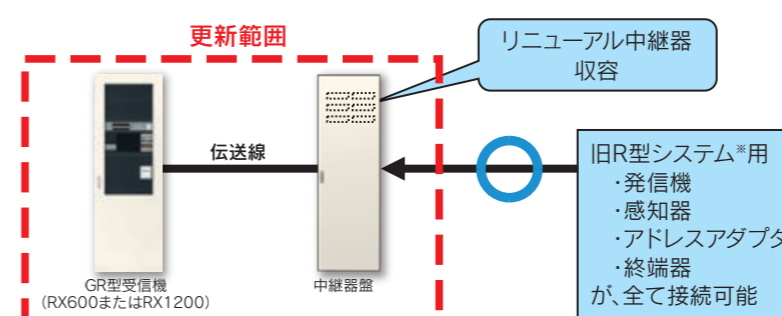 更新範囲
リニューアル中継器
収容
伝送線
旧R型システム※用
・発信機
・感知器
・アドレスアダプタ
・終端器
が、全て接続可能
GR型受信機
(RX600またはRX1200)
中継器盤